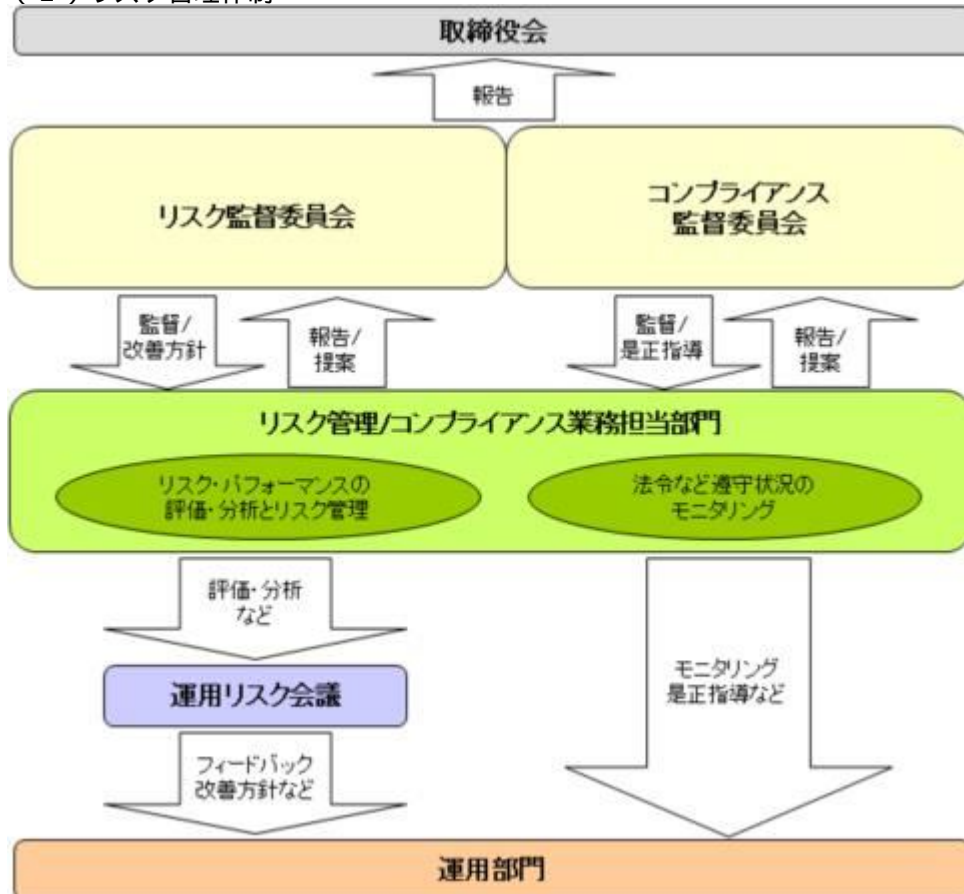 リスク管理体制
取締役会
報告
リスク監督委員会
コンプライアンス
監督委員会
監督/
改善方針
報告/
提案
監督/
是正指導
報告/
提案
リスク管理/コンプライアンス業務担当部門
リスク・パフォーマンスの
評価・分析とリスク管理
法令など遵守状況の
モニタリング
評価・分析
など
運用リスク会議
モニタリング
是正指導など
フィードバック
改善方針など
運用部門